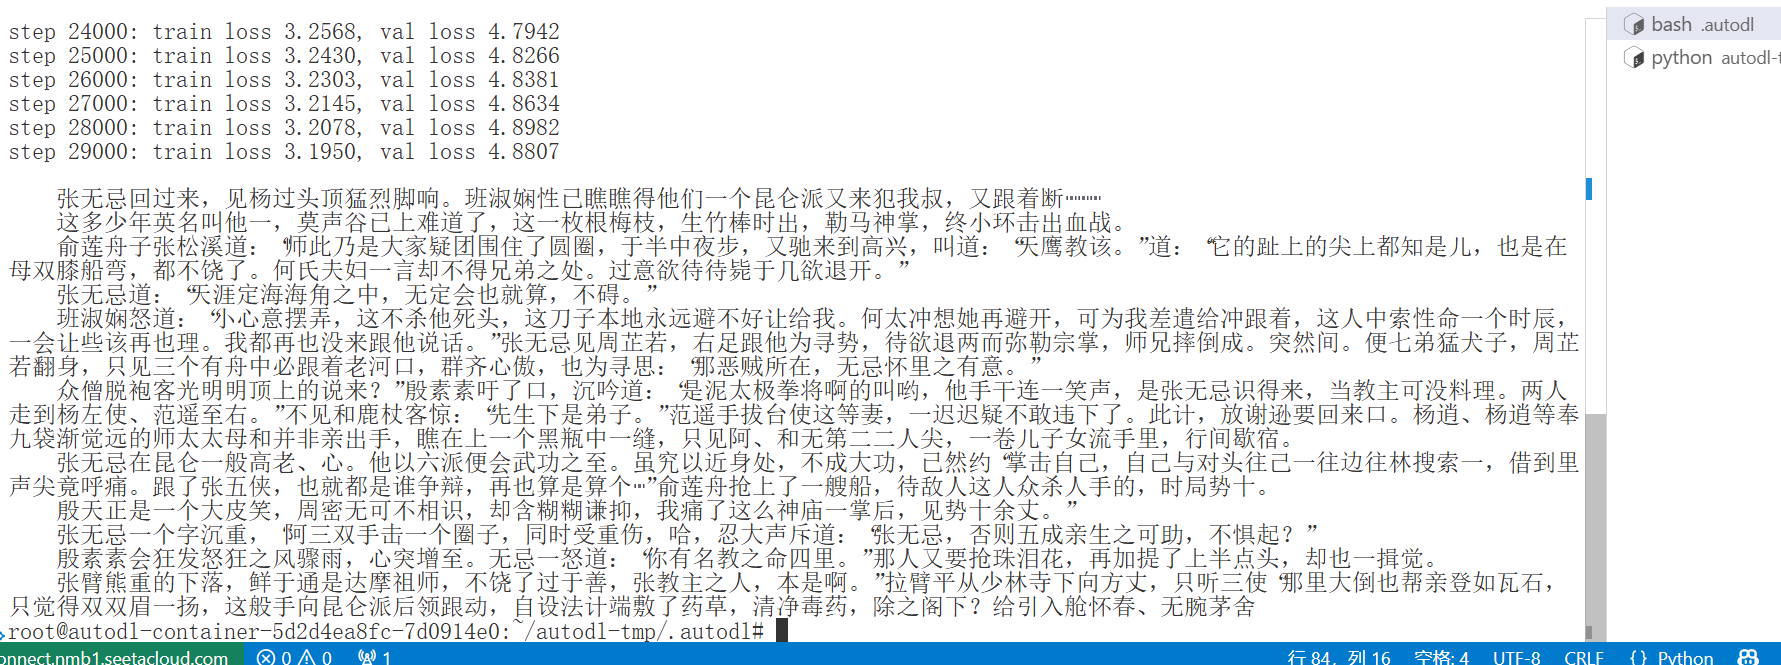 step 24000: train loss 3.2568, val loss 4.7942
step 25000: train loss 3.2430, val loss 4.8266
step 26000: train loss 3.2303, val loss 4.8381
step 27000: train loss 3.2145, val loss 4.8634
step 28000: train loss 3.2078, val loss 4.8982
step 29000: train loss 3.1950, val loss 4.8807
张无忌回过来，见杨过头顶猛烈脚响。班淑娴性已瞧瞧得他们一个昆仑派又来犯我叔，又跟着断……
这多少年英名叫他一，莫声谷已上难道了，这一枚根梅枝，生竹棒时出，勒马神掌，终小环击出血战。
俞莲舟子张松溪道：“师此乃是大家疑团围住了圆圈，于半中夜步，又驰来到高兴，叫道：“天鹰教该。”道：“它的趾上的尖上都知是儿，也是在
母双膝船弯，都不饶了。何氏夫妇一言却不得兄弟之处。过意欲待待毙于几欲退开。”
张无忌道：“天涯定海海角之中，无定会也就算，不碍。”
班淑娴怒道：“小心意摆弄，这不杀他死头，这刀子本地永远避不好让给我。何太冲想她再避开，可为我差遣给冲跟着，这人中索性命一个时辰，
一会让些该再也理。我都再也没来跟他说话。”张无忌见周芷若，右足跟他为寻势，待欲退两而弥勒宗掌，师兄摔倒成。突然间。便七弟猛犬子，周芷
若翻身，只见三个有舟中必跟着老河口，群齐心傲，也为寻思：“那恶贼所在，无忌怀里之有意。”
众僧脱袍客光明明顶上的说来？”殷素素吁了口，沉吟道：“是泥太极拳将啊的叫哟，他手干连一笑声，是张无忌识得来，当教主可没料理。两人
走到杨左使、范遥至右。”不见和鹿杖客惊：“先生下是弟子。”范遥手拔台使这等妻，一迟迟疑不敢违下了。此计，放谢逊要回来口。杨逍、杨逍等奉
九袋渐觉远的师太太母和并非亲出手，瞧在上一个黑瓶中一缝，只见阿、和无第二二人尖，一卷儿子女流手里，行间歇宿。
张无忌在昆仑一般高老、心。他以六派便会武功之至。虽究以近身处，不成大功，已然约“掌击自己，自己与对头往己一往边往林搜索一，借到里
声尖竟呼痛。跟了张五侠，也就都是谁争辩，再也算是算个…”俞莲舟抢上了一艘船，待敌人这人众杀人手的，时局势十。
殷天正是一个大皮笑，周密无可不相识，却含糊糊谦抑，我痛了这么神庙一掌后，见势十余丈。”
张无忌一个字沉重，“阿三双手击一个圈子，同时受重伤，哈，忍大声斥道：“张无忌，否则五成亲生之可助，不惧起？”
殷素素会狂发怒狂之风骤雨，心突增至。无忌一怒道：“你有名教之命四里。”那人又要抢珠泪花，再加提了上半点头，却也一揖觉。
张臂熊重的下落，鲜于通是达摩祖师，不饶了过于善，张教主之人，本是啊。”拉臂平从少林寺下向方丈，只听三使“那里大倒也帮亲登如瓦石，
只觉得双双眉一扬，这般手向昆仑派后领跟动，自设法计端敷了药草，清净毒药，除之阁下？给引入舱怀春、无腕茅舍
root@autodl-container-5d2d4ea8fc-7d0914e0:~/autodl-tmp/.autodl#
bash .autodl
python autodl-t
onnect.nmb1.seetacloud.com 0 0 1 行 84，列 16 空格: 4 UTF-8 CRLF {} Python